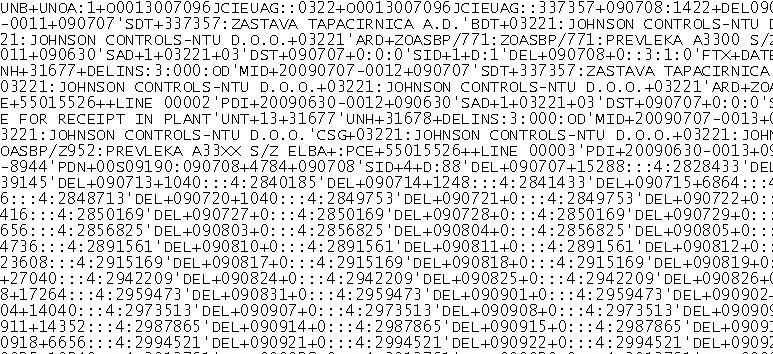 UNB+UNOA:1+O0013007096JCIEUAG::0322+O0013007096JCIEUAG::337357+090708:1422+DEL09
-0011+090707'SDT+337357:ZASTAVA TAPACIRNICA A.D.'BDT+03221:JOHNSON CONTROLS-NTU D
21:JOHNSON CONTROLS-NTU D.O.O.+03221'ARD+ZOASBP/771:ZOASBP/771:PREVLEKA A3300 S/Z
011+090630'SAD+1+03221+03'DST+090707+0:0:0'SID+1+D:1'DEL+090708+0::3:1:0'FTX+DATE
NH+31677+DELINS:3:000:OD'MID+20090707-0012+090707'SDT+337357:ZASTAVA TAPACIRNICA
03221:JOHNSON CONTROLS-NTU D.O.O.'CSG+03221:JOHNSON CONTROLS-NTU D.O.O.+03221'ARD+ZOA
E+55015526++LINE 00002'PDI+20090630-0012+090630'SAD+1+03221+03'DST+090707+0:0:0'S
E FOR RECEIPT IN PLANT'UNT+13+31677'UNH+31678+DELINS:3:000:OD'MID+20090707-0013+0
3221:JOHNSON CONTROLS-NTU D.O.O.'CSG+03221:JOHNSON CONTROLS-NTU D.O.O.+03221:JOH
OASBP/Z952:PREVLEKA A33XX S/Z ELBA+:PCE+55015526++LINE 00003'PDI+20090630-0013+09
-8944'PDN+00S09190:090708+4784+090708'SID+4+D:88'DEL+090707+15288:::4:2828433'DEL
39145'DEL+090713+1040:::4:2840185'DEL+090714+1248:::4:2841433'DEL+090715+6864:::4
6:::4:2848713'DEL+090720+1040:::4:2849753'DEL+090721+0:::4:2849753'DEL+090722+0::
416:::4:2850169'DEL+090727+0:::4:2850169'DEL+090728+0:::4:2850169'DEL+090729+0:::
656:::4:2856825'DEL+090803+0:::4:2856825'DEL+090804+0:::4:2856825'DEL+090805+0:::
4736:::4:2891561'DEL+090810+0:::4:2891561'DEL+090811+0:::4:2891561'DEL+090812+0::
23608:::4:2915169'DEL+090817+0:::4:2915169'DEL+090818+0:::4:2915169'DEL+090819+0:
+27040:::4:2942209'DEL+090824+0:::4:2942209'DEL+090825+0:::4:2942209'DEL+090826+0
8+17264:::4:2959473'DEL+090831+0:::4:2959473'DEL+090901+0:::4:2959473'DEL+090902-
04+14040:::4:2973513'DEL+090907+0:::4:2973513'DEL+090908+0:::4:2973513'DEL+090909
911+14352:::4:2987865'DEL+090914+0:::4:2987865'DEL+090915+0:::4:2987865'DEL+09091
0918+6656:::4:2994521'DEL+090921+0:::4:2994521'DEL+090922+0:::4:2994521'DEL+09092